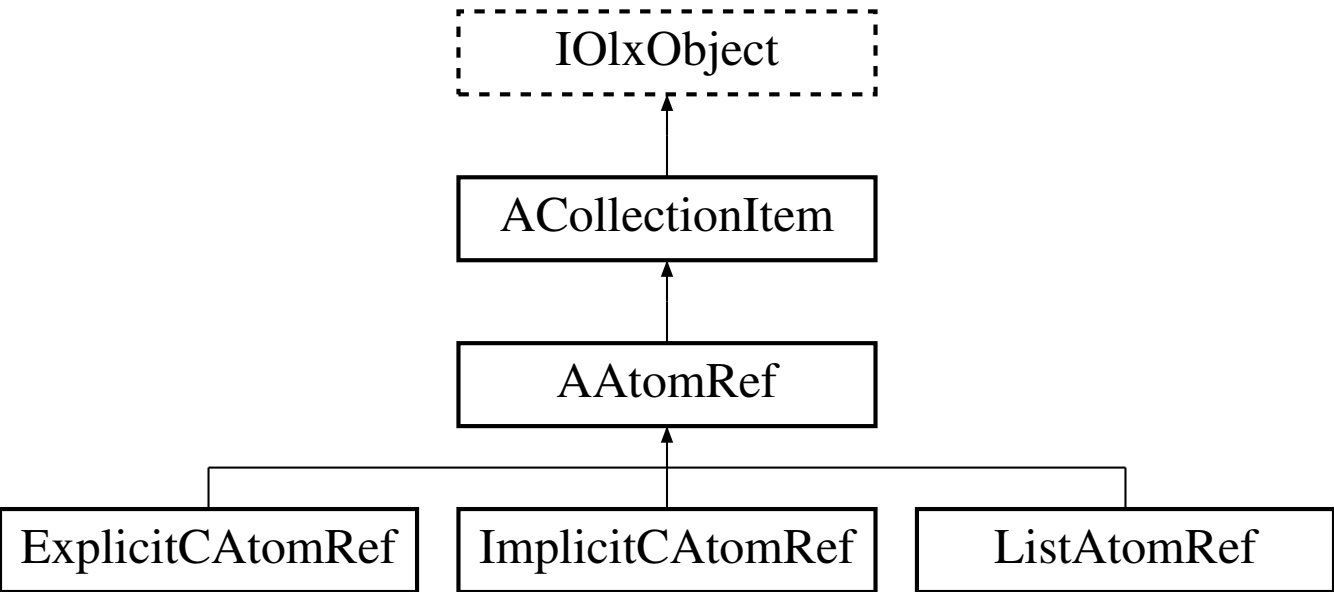 IOlxObject
ACollectionItem
AAtomRef
ExplicitCAtomRef
ImplicitCAtomRef
ListAtomRef